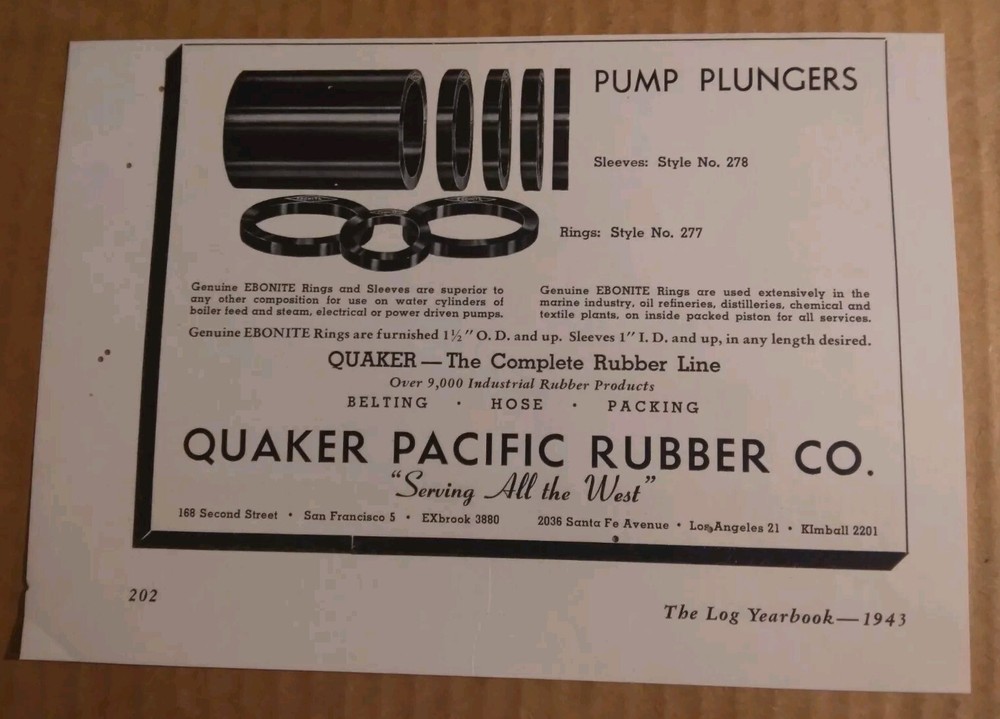 PUMP PLUNGERS
Sleeves: Style No. 278
Rings: Style No. 277
Genuine EBONITE Rings and Sleeves are superior to
any other composition for use on water cylinders of
boiler feed and steam, electrical or power driven pumps.
Genuine EBONITE Rings are used extensively in the
marine industry, oil refineries, distilleries, chemical and
textile plants, on inside packed piston for all services.
Genuine EBONITE Rings are furnished 1½″ O. D. and up. Sleeves 1″ I. D. and up, in any length desired.
QUAKER — The Complete Rubber Line
Over 9,000 Industrial Rubber Products
BELTING · HOSE · PACKING
QUAKER PACIFIC RUBBER CO.
"Serving All the West"
168 Second Street • San Francisco 5 • EXbrook 3880
2036 Santa Fe Avenue • Los Angeles 21 • KImball 2201
202
The Log Yearbook—1943